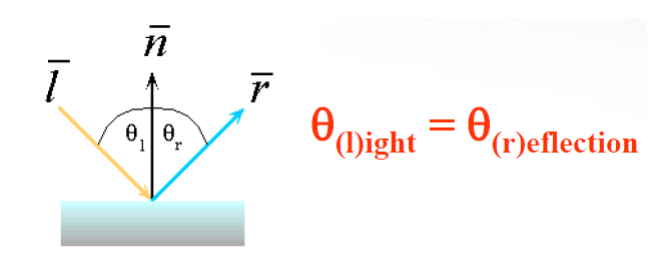 n̅
l̅
r̅
θl θr
θ(l)ight = θ(r)eflection